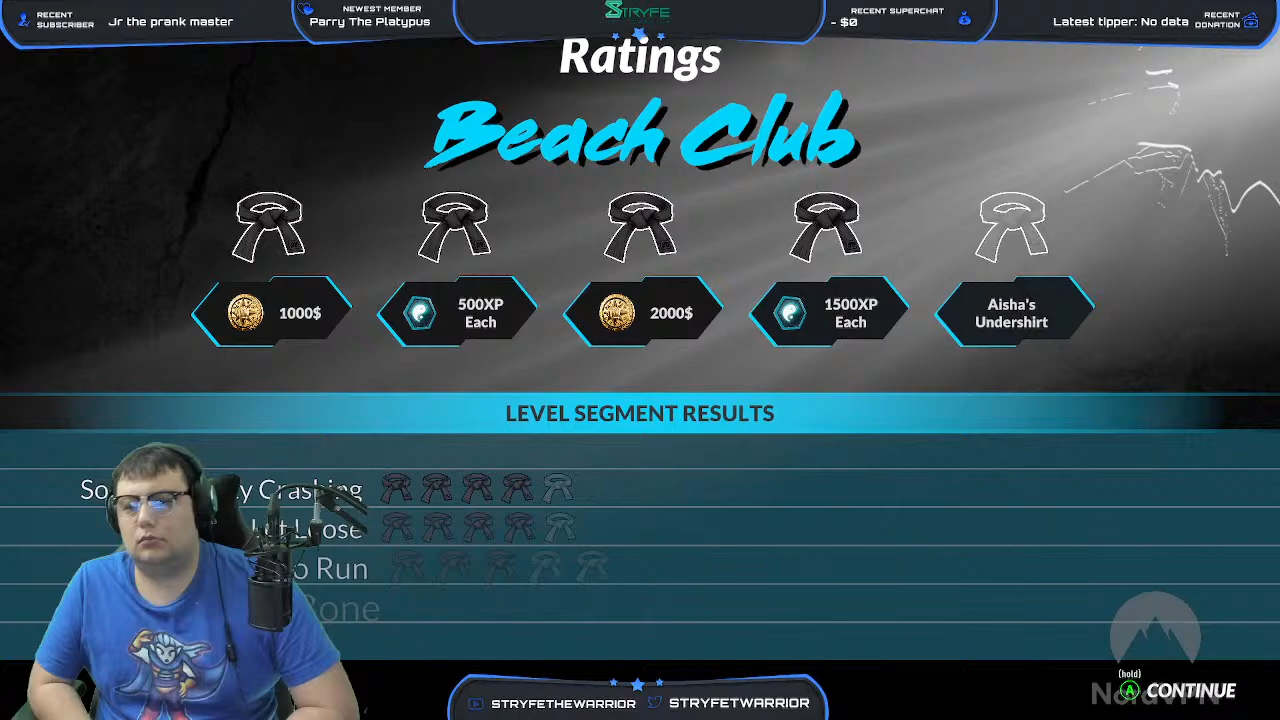 RECENT SUBSCRIBER
Jr the prank master
NEWEST MEMBER
Parry The Platypus
STRYFE
RECENT SUPERCHAT
- $0
Latest tipper: No data
RECENT DONATION
Ratings
Beach Club
1000$
500XP
Each
2000$
1500XP
Each
Aisha's
Undershirt
LEVEL SEGMENT RESULTS
Crashing
Loose
Run
Bone
(hold)
A CONTINUE
NordVPN
STRYFETHEWARRIOR
STRYFETWARRIOR